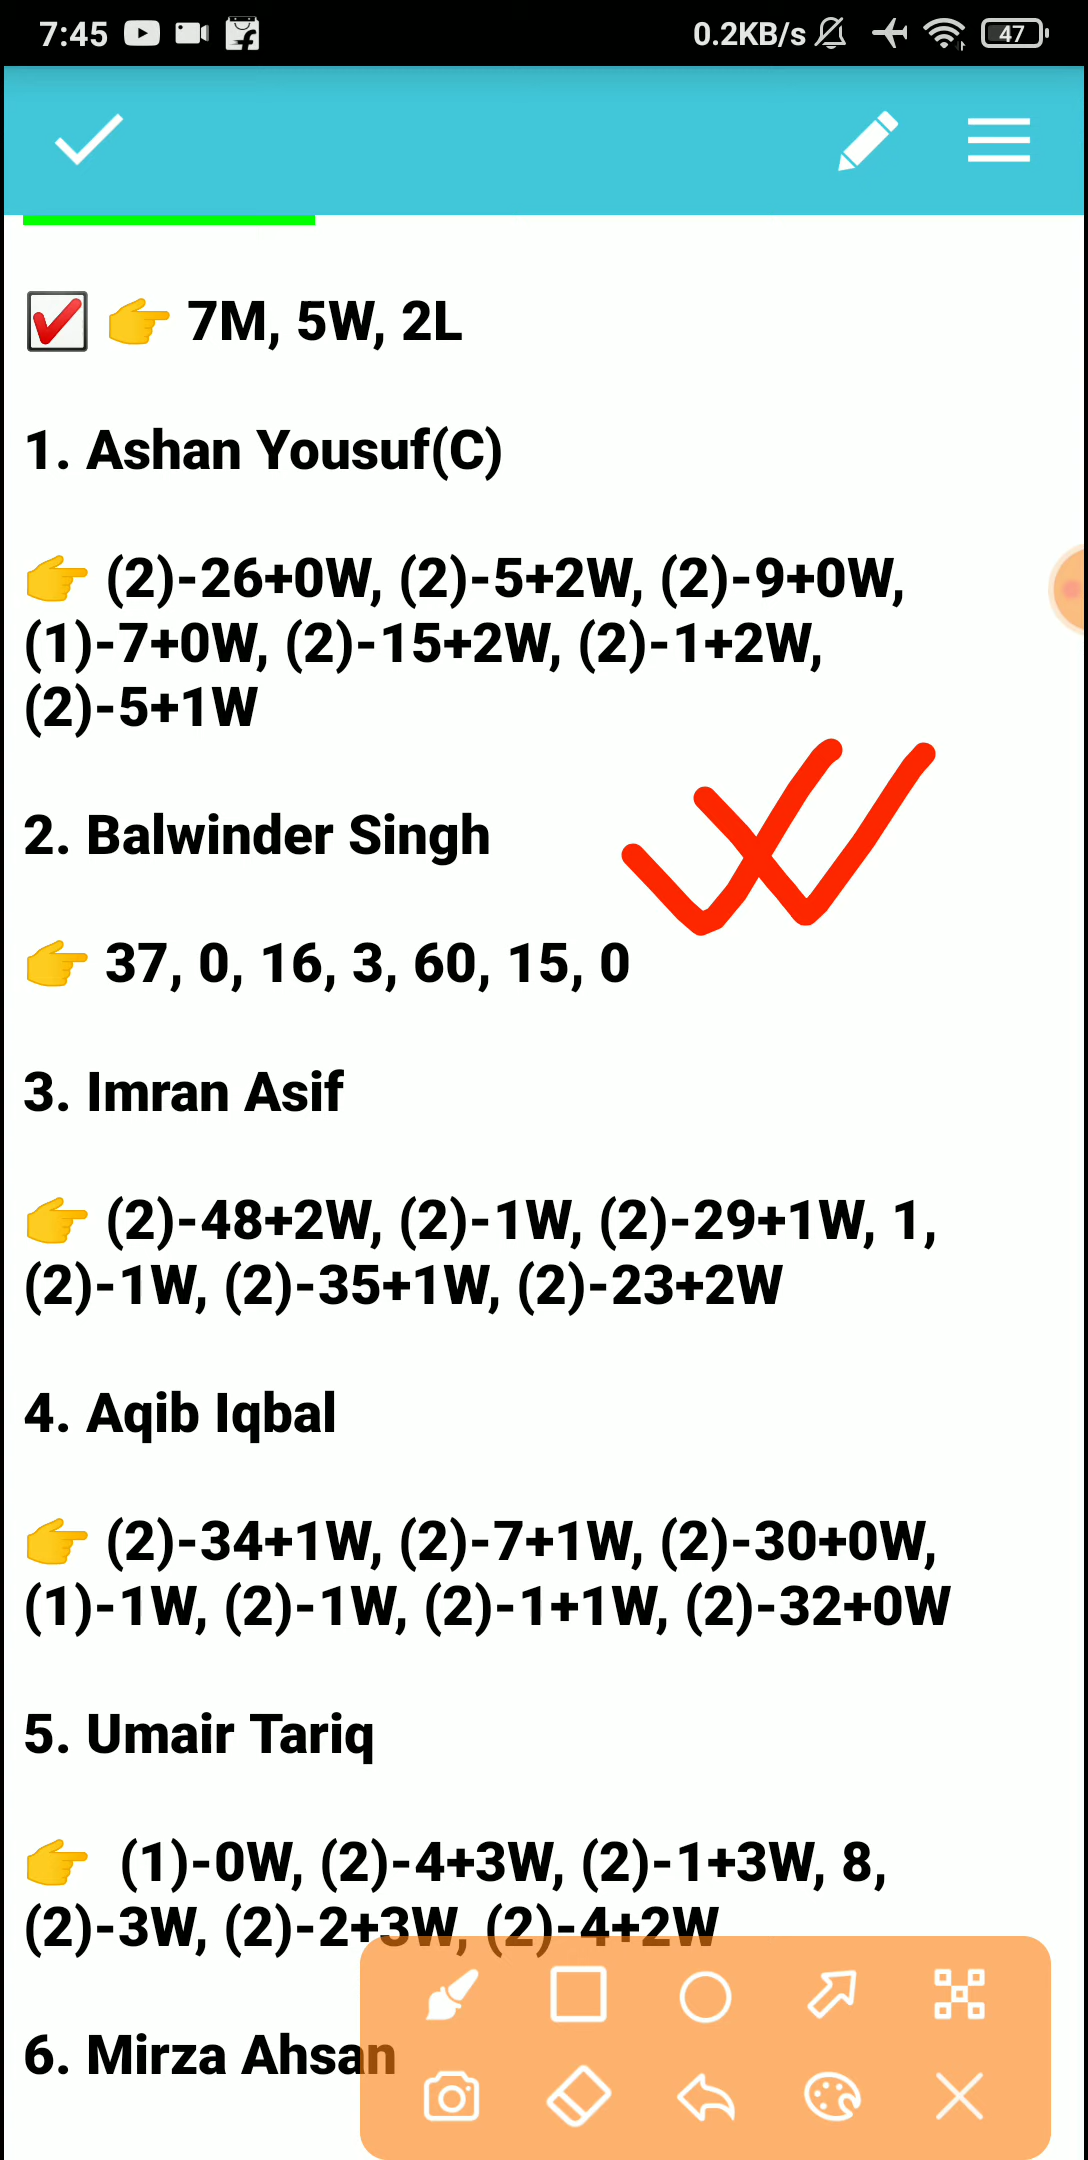 7:45 0.2KB/s 47
7M, 5W, 2L
1. Ashan Yousuf(C)
(2)-26+0W, (2)-5+2W, (2)-9+0W,
(1)-7+0W, (2)-15+2W, (2)-1+2W,
(2)-5+1W
2. Balwinder Singh
37, 0, 16, 3, 60, 15, 0
3. Imran Asif
(2)-48+2W, (2)-1W, (2)-29+1W, 1,
(2)-1W, (2)-35+1W, (2)-23+2W
4. Aqib Iqbal
(2)-34+1W, (2)-7+1W, (2)-30+0W,
(1)-1W, (2)-1W, (2)-1+1W, (2)-32+0W
5. Umair Tariq
(1)-0W, (2)-4+3W, (2)-1+3W, 8,
(2)-3W, (2)-2+3W, (2)-4+2W
6. Mirza Ahsan